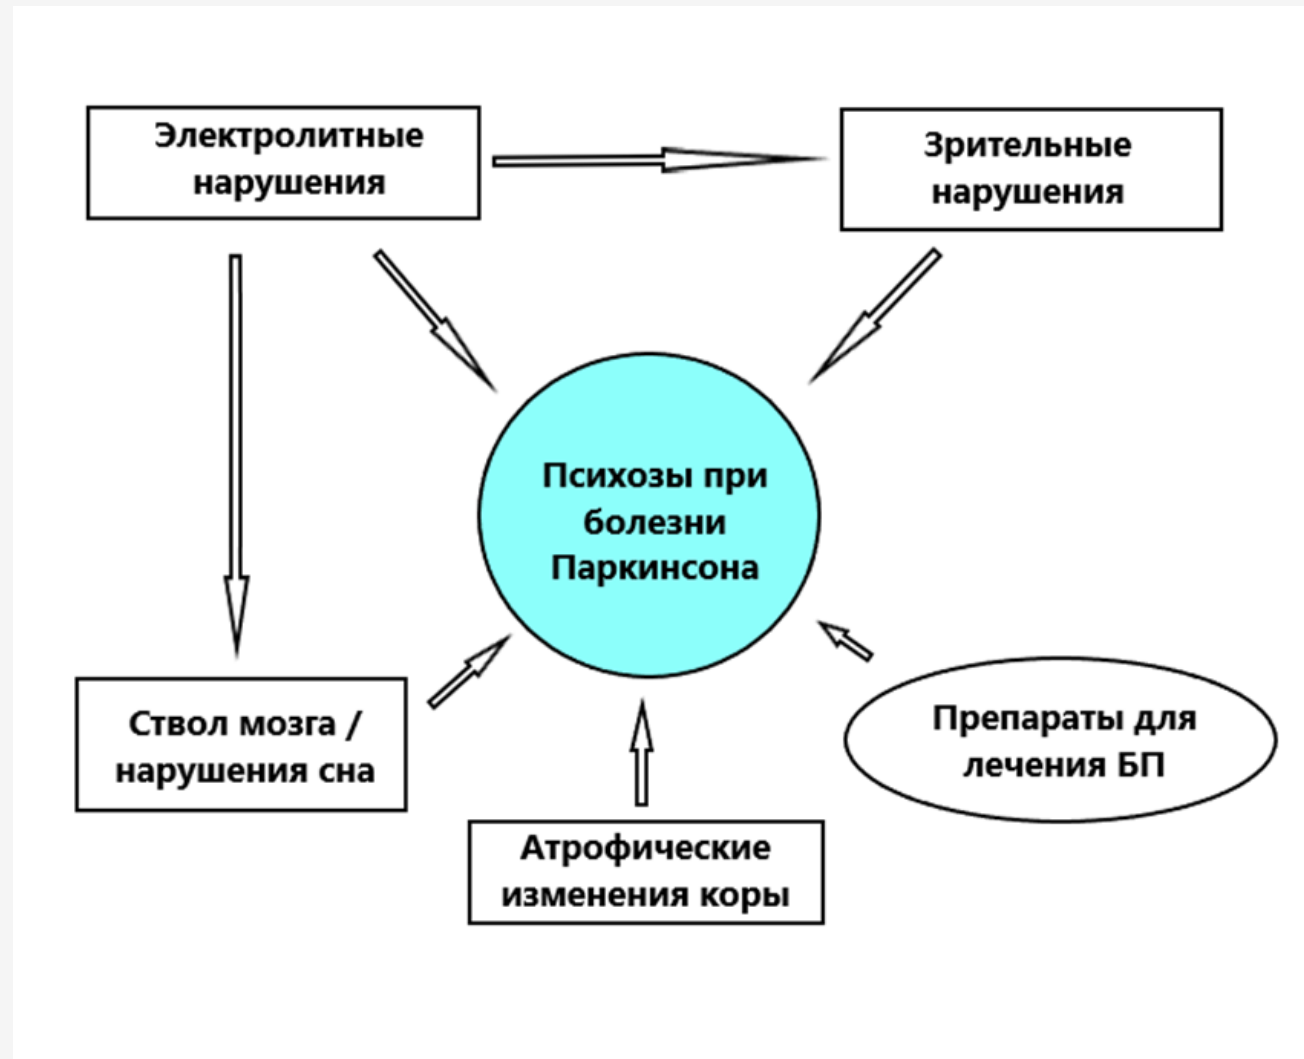 Электролитные
нарушения
Зрительные
нарушения
Психозы при
болезни
Паркинсона
Ствол мозга /
нарушения сна
Препараты для
лечения БП
Атрофические
изменения коры